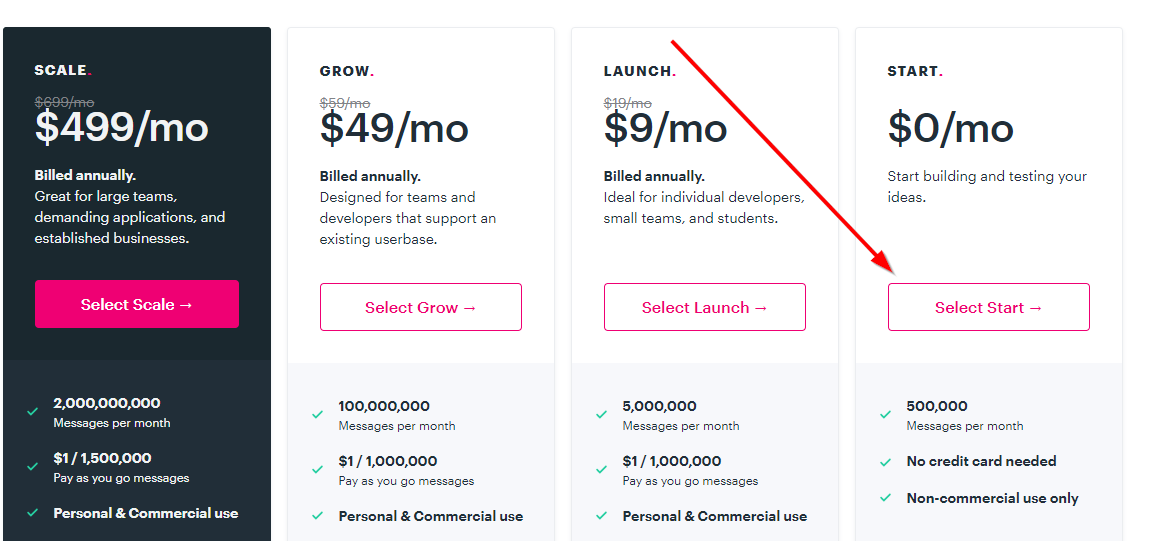 SCALE.
$699/mo
$499/mo
Billed annually.
Great for large teams,
demanding applications, and
established businesses.
Select Scale →
2,000,000,000
Messages per month
$1 / 1,500,000
Pay as you go messages
Personal & Commercial use
GROW.
$59/mo
$49/mo
Billed annually.
Designed for teams and
developers that support an
existing userbase.
Select Grow →
100,000,000
Messages per month
$1 / 1,000,000
Pay as you go messages
Personal & Commercial use
LAUNCH.
$19/mo
$9/mo
Billed annually.
Ideal for individual developers,
small teams, and students.
Select Launch →
5,000,000
Messages per month
$1 / 1,000,000
Pay as you go messages
Personal & Commercial use
START.
$0/mo
Start building and testing your
ideas.
Select Start →
500,000
Messages per month
No credit card needed
Non-commercial use only